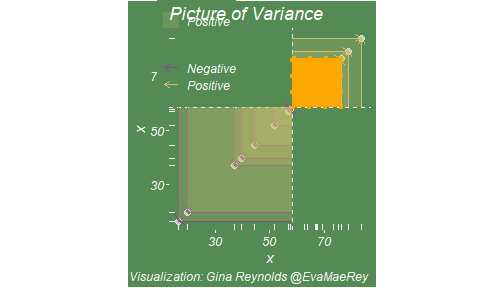 Picture of Variance
Positive
7
Negative
Positive
x
50
30
30
50
70
x
Visualization: Gina Reynolds @EvaMaeRey